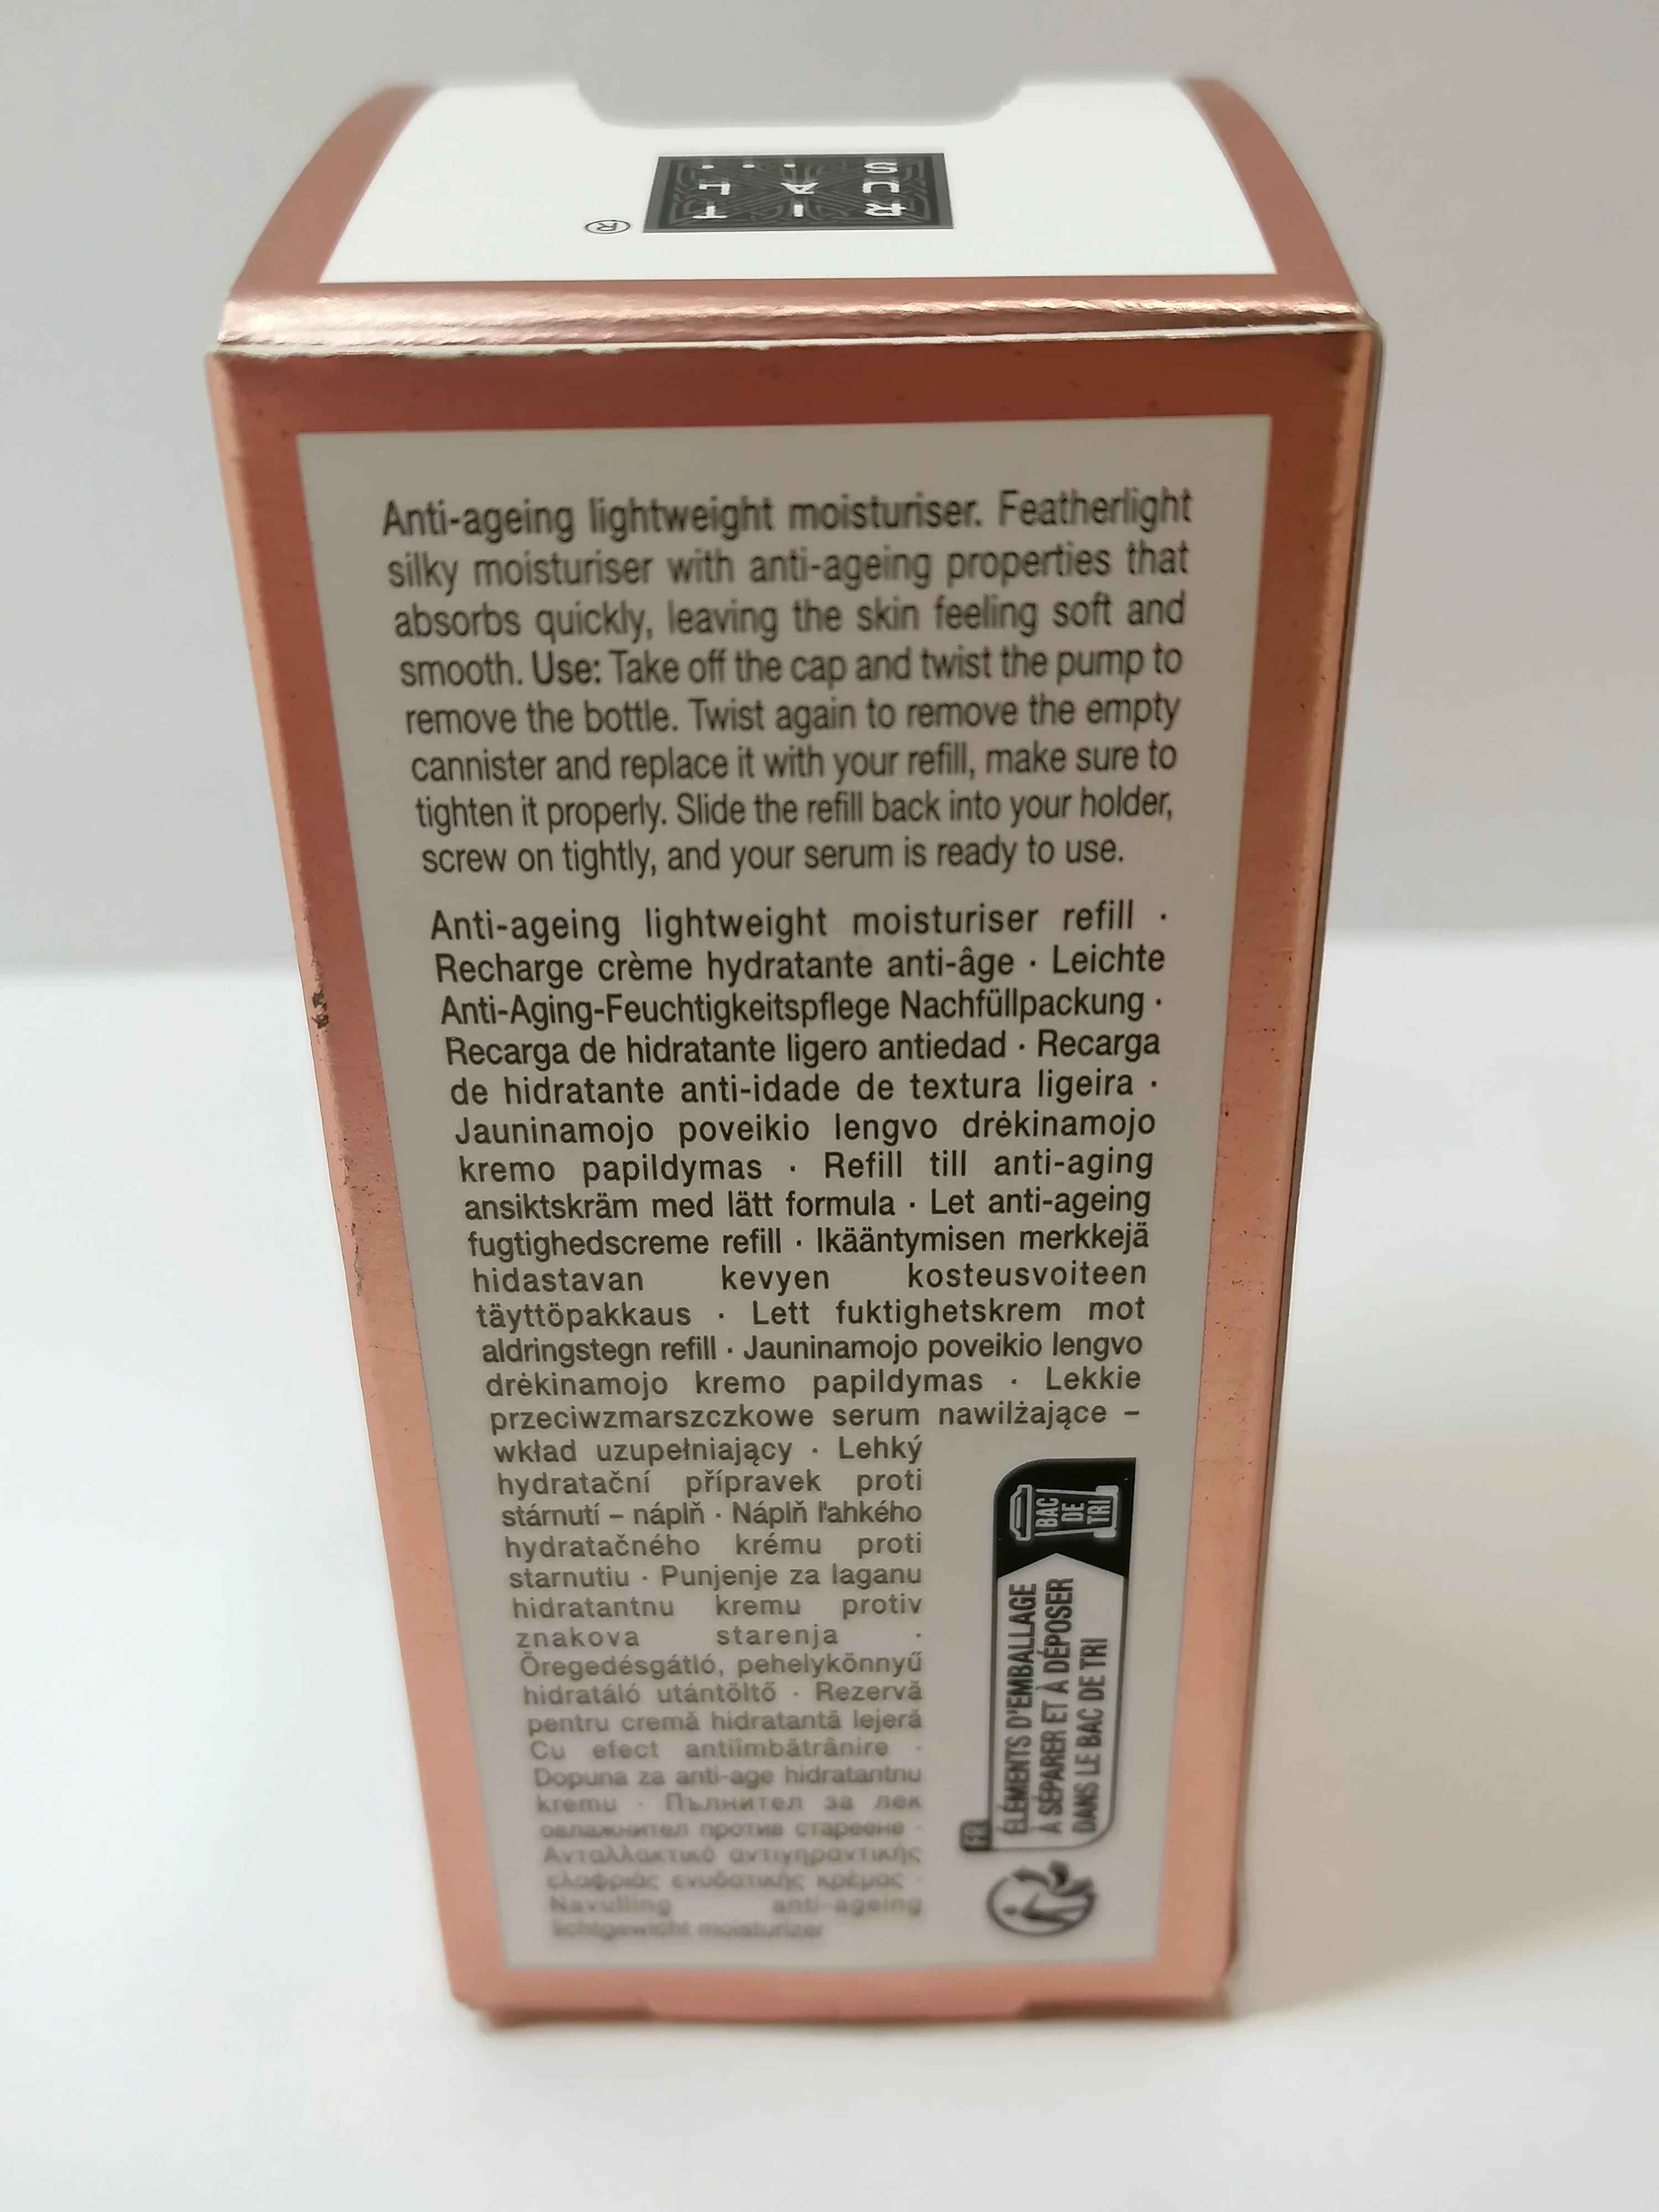 ®
Anti-ageing lightweight moisturiser. Featherlight
silky moisturiser with anti-ageing properties that
absorbs quickly, leaving the skin feeling soft and
smooth. Use: Take off the cap and twist the pump to
remove the bottle. Twist again to remove the empty
cannister and replace it with your refill, make sure to
tighten it properly. Slide the refill back into your holder,
screw on tightly, and your serum is ready to use.
Anti-ageing lightweight moisturiser refill ·
Recharge crème hydratante anti-âge · Leichte
Anti-Aging-Feuchtigkeitspflege Nachfüllpackung ·
Recarga de hidratante ligero antiedad · Recarga
de hidratante anti-idade de textura ligeira ·
Jauninamojo poveikio lengvo drėkinamojo
kremo papildymas · Refill till anti-aging
ansiktskräm med lätt formula · Let anti-ageing
fugtighedscreme refill · Ikääntymisen merkkejä
hidastavan kevyen kosteusvoiteen
täyttöpakkaus · Lett fuktighetskrem mot
aldringstegn refill · Jauninamojo poveikio lengvo
drėkinamojo kremo papildymas · Lekkie
przeciwzmarszczkowe serum nawilżające –
wkład uzupełniający · Lehký
hydratační přípravek proti
stárnutí – náplň · Náplň ľahkého
hydratačného krému proti
starnutiu · Punjenje za laganu
hidratantnu kremu protiv
znakova starenja ·
Öregedésgátló, pehelykönnyű
hidratáló utántöltő · Rezervă
pentru cremă hidratantă lejeră
Cu efect antiîmbătrânire ·
Dopuna za anti-age hidratantnu
kremu · Пълнител за лек
овлажнител против стареене ·
Ανταλλακτικό αντιγηραντικής
ελαφριάς ενυδατικής κρέμας ·
Navulling anti-ageing
lichtgewicht moisturizer
FR
ÉLÉMENTS D'EMBALLAGE
À SÉPARER ET À DÉPOSER
DANS LE BAC DE TRI
BAC
DE
TRI